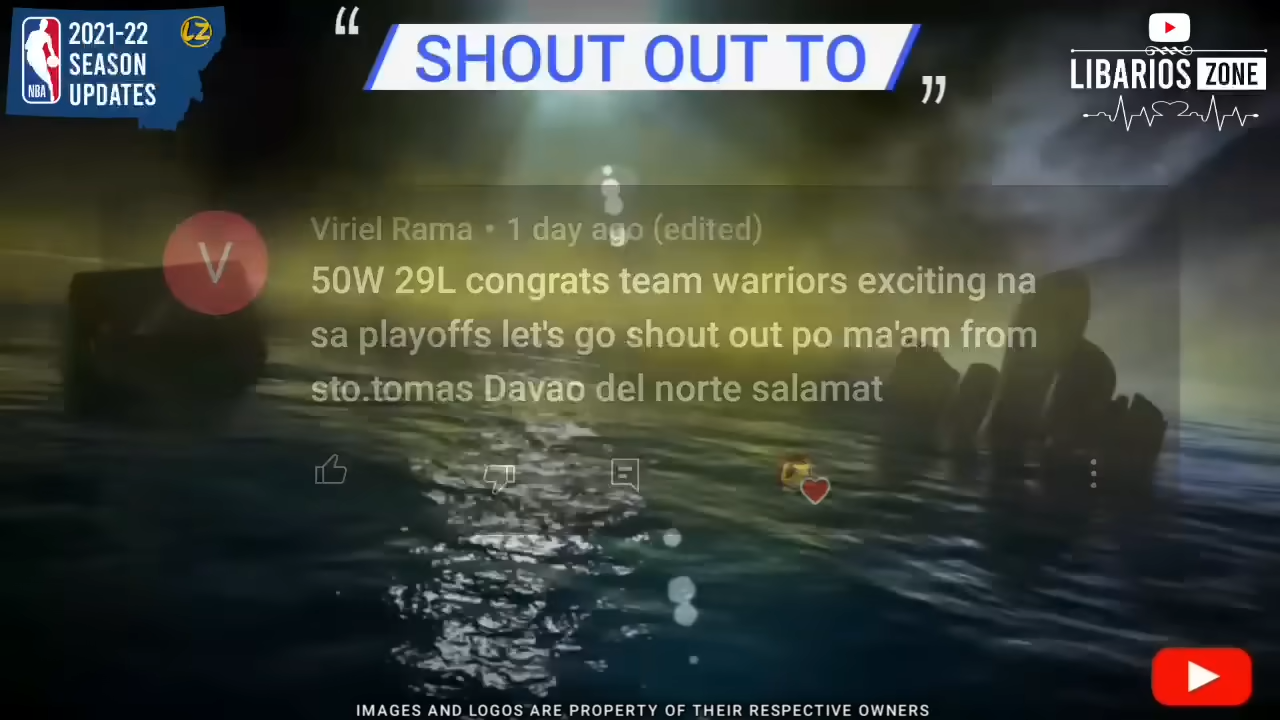 2021-22
SEASON
UPDATES
NBA
LZ
“ SHOUT OUT TO ”
LIBARIOS ZONE
V
Viriel Rama • 1 day ago (edited)
50W 29L congrats team warriors exciting na
sa playoffs let's go shout out po ma'am from
sto.tomas Davao del norte salamat
IMAGES AND LOGOS ARE PROPERTY OF THEIR RESPECTIVE OWNERS